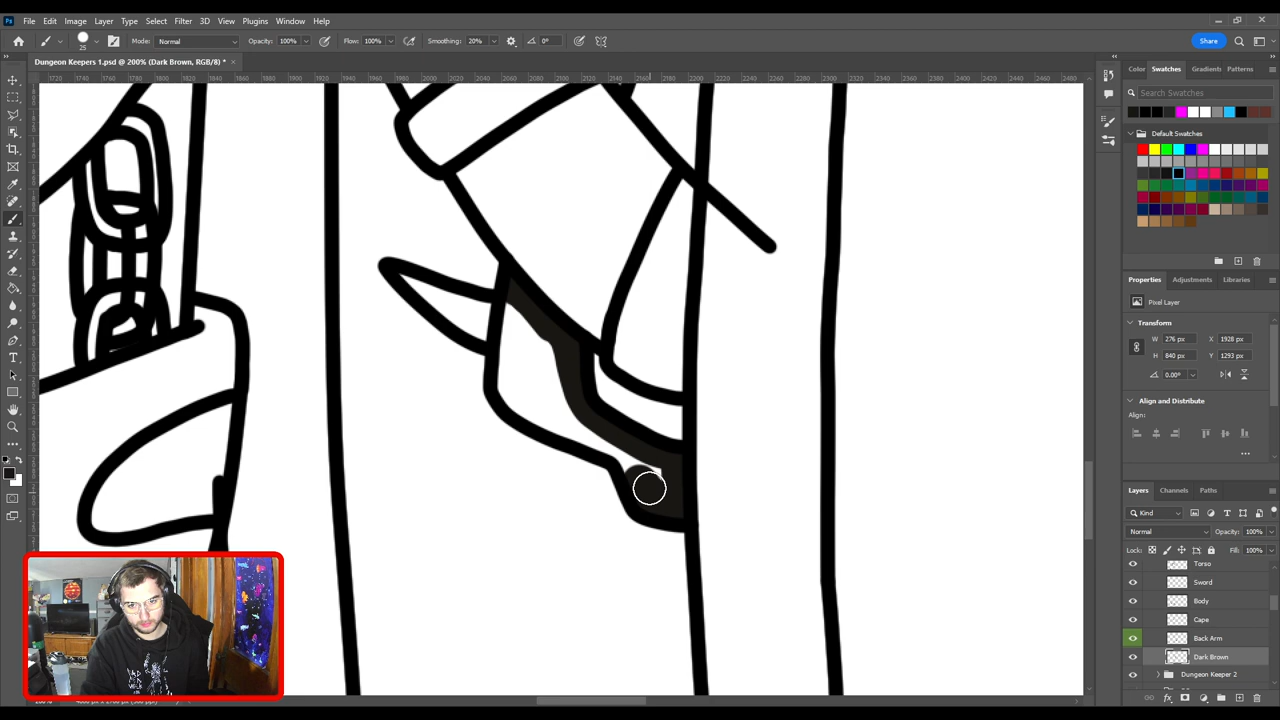 File Edit Image Layer Type Select Filter 3D View Plugins Window Help
25 Mode: Normal Opacity: 100% Flow: 100% Smoothing: 20% 0° Share
Dungeon Keepers 1.psd @ 200% (Dark Brown, RGB/8) * ×
Color Swatches Gradients Patterns
Search Swatches
Default Swatches
Properties Adjustments Libraries
Pixel Layer
Transform
W 276 px X 1928 px
H 840 px Y 1293 px
0.00°
Align and Distribute
Align:
Layers Channels Paths
Kind
Normal Opacity: 100%
Lock: Fill: 100%
Torso
Sword
Body
Cape
Back Arm
Dark Brown
Dungeon Keeper 2